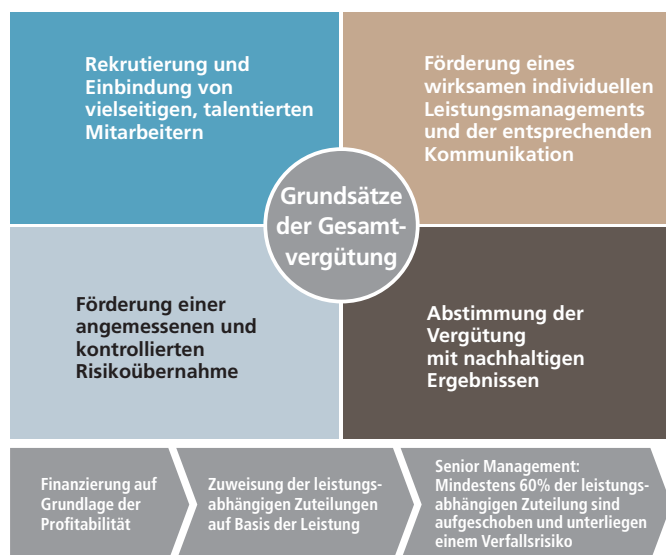 Rekrutierung und
Einbindung von
vielseitigen, talentierten
Mitarbeitern
Förderung eines
wirksamen individuellen
Leistungsmanagements
und der entsprechenden
Kommunikation
Grundsätze
der Gesamt-
vergütung
Förderung einer
angemessenen und
kontrollierten
Risikoübernahme
Abstimmung der
Vergütung
mit nachhaltigen
Ergebnissen
Finanzierung auf
Grundlage der
Profitabilität
Zuweisung der leistungs-
abhängigen Zuteilungen
auf Basis der Leistung
Senior Management:
Mindestens 60% der leistungs-
abhängigen Zuteilung sind
aufgeschoben und unterliegen
einem Verfallsrisiko